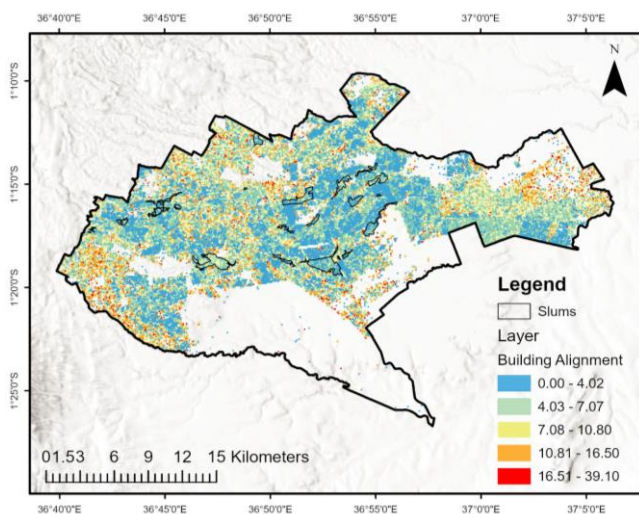 36°40'0"E 36°45'0"E 36°50'0"E 36°55'0"E 37°0'0"E 37°5'0"E
N
1°10'0"S
1°15'0"S
1°20'0"S
1°25'0"S
Legend
Slums
Layer
Building Alignment
0.00 - 4.02
4.03 - 7.07
7.08 - 10.80
10.81 - 16.50
16.51 - 39.10
01.53 6 9 12 15 Kilometers
36°40'0"E 36°45'0"E 36°50'0"E 36°55'0"E 37°0'0"E 37°5'0"E